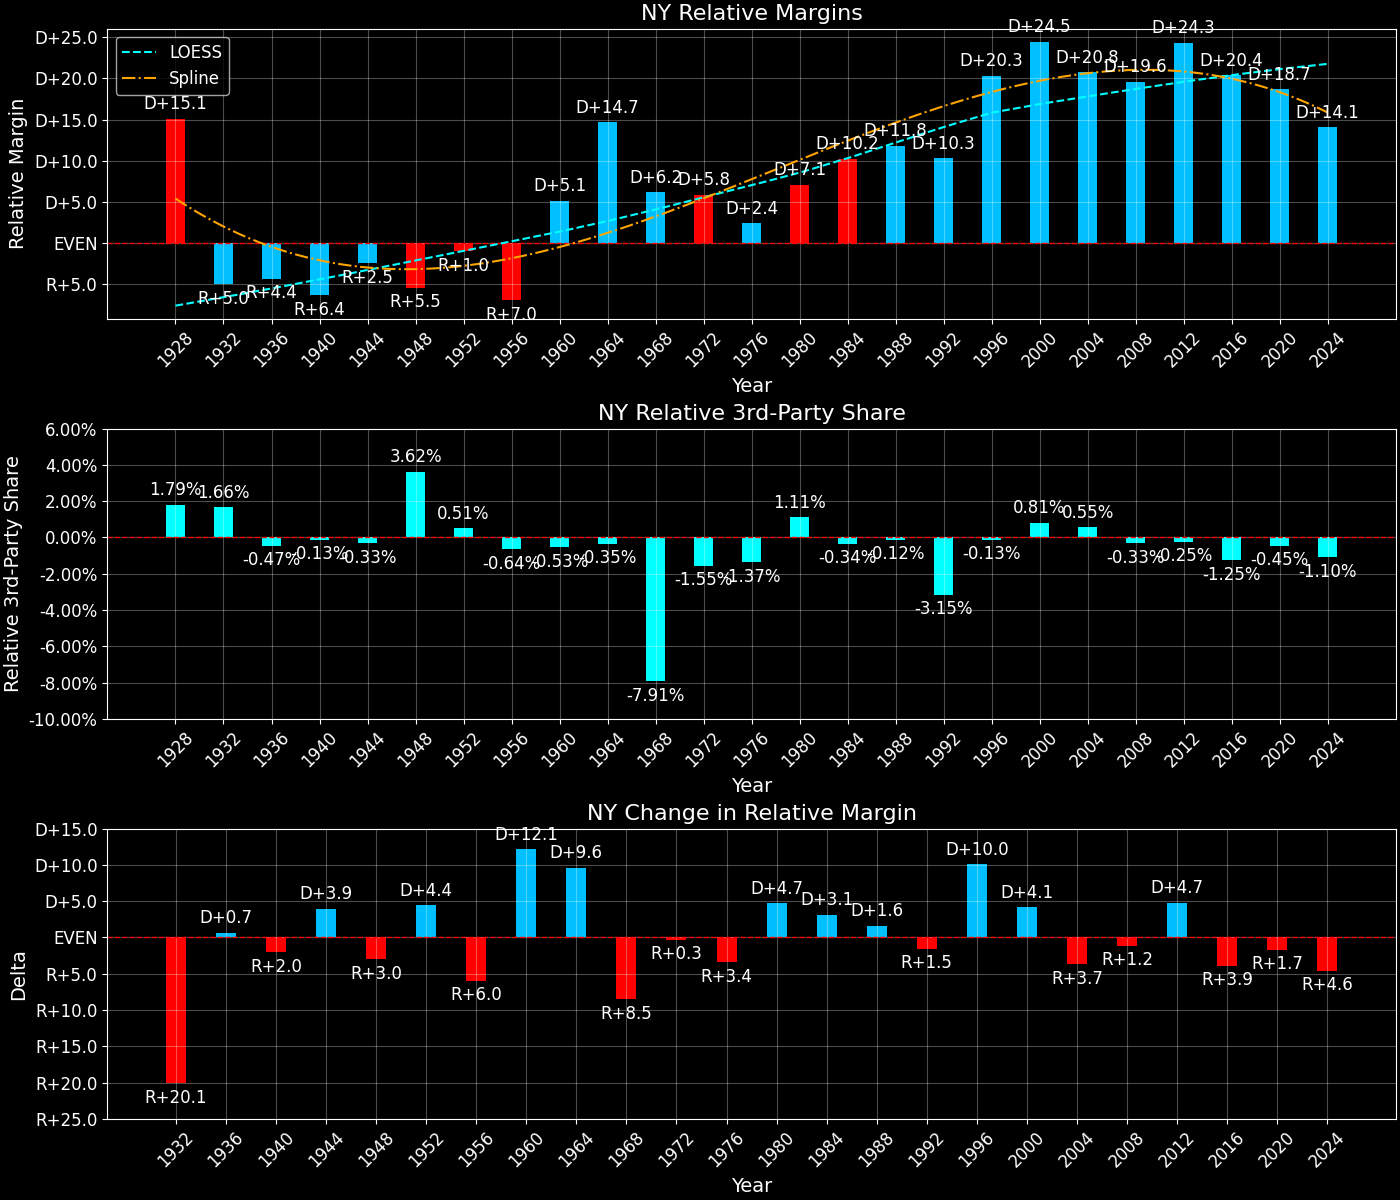 NY Relative Margins
Relative Margin
D+25.0
D+20.0
D+15.0
D+10.0
D+5.0
EVEN
R+5.0
LOESS
Spline
D+15.1
R+5.0
R+4.4
R+6.4
R+2.5
R+5.5
R+1.0
R+7.0
D+5.1
D+14.7
D+6.2
D+5.8
D+2.4
D+7.1
D+10.2
D+11.8
D+10.3
D+20.3
D+24.5
D+20.8
D+19.6
D+24.3
D+20.4
D+18.7
D+14.1
1928 1932 1936 1940 1944 1948 1952 1956 1960 1964 1968 1972 1976 1980 1984 1988 1992 1996 2000 2004 2008 2012 2016 2020 2024
Year
NY Relative 3rd-Party Share
Relative 3rd-Party Share
6.00%
4.00%
2.00%
0.00%
-2.00%
-4.00%
-6.00%
-8.00%
-10.00%
1.79%
1.66%
-0.47%
-0.13%
-0.33%
3.62%
0.51%
-0.64%
-0.53%
-0.35%
-7.91%
-1.55%
-1.37%
1.11%
-0.34%
-0.12%
-3.15%
-0.13%
0.81%
0.55%
-0.33%
-0.25%
-1.25%
-0.45%
-1.10%
1928 1932 1936 1940 1944 1948 1952 1956 1960 1964 1968 1972 1976 1980 1984 1988 1992 1996 2000 2004 2008 2012 2016 2020 2024
Year
NY Change in Relative Margin
Delta
D+15.0
D+10.0
D+5.0
EVEN
R+5.0
R+10.0
R+15.0
R+20.0
R+25.0
R+20.1
D+0.7
R+2.0
D+3.9
R+3.0
D+4.4
R+6.0
D+12.1
D+9.6
R+8.5
R+0.3
R+3.4
D+4.7
D+3.1
D+1.6
R+1.5
D+10.0
D+4.1
R+3.7
R+1.2
D+4.7
R+3.9
R+1.7
R+4.6
1932 1936 1940 1944 1948 1952 1956 1960 1964 1968 1972 1976 1980 1984 1988 1992 1996 2000 2004 2008 2012 2016 2020 2024
Year